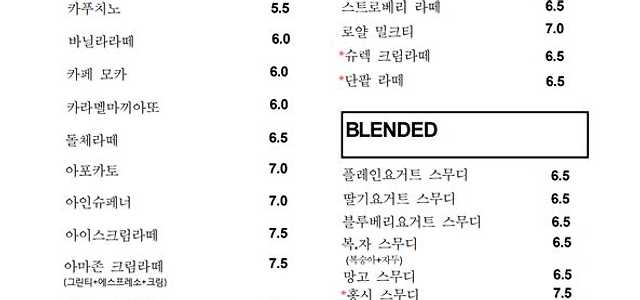 카푸치노 5.5
바닐라라떼 6.0
카페 모카 6.0
카라멜마끼아또 6.0
돌체라떼 6.5
아포카토 7.0
아인슈페너 7.0
아이스크림라떼 7.5
아마존 크림라떼 7.5
(그린티+에스프레소+크림)
스트로베리 라떼 6.5
로얄 밀크티 7.0
*슈렉 크림라떼 6.5
*단팥 라떼 6.5
BLENDED
플레인요거트 스무디 6.5
딸기요거트 스무디 6.5
블루베리요거트 스무디 6.5
복.자 스무디 6.5
(복숭아+자두)
망고 스무디 6.5
*홍시 스무디 7.5